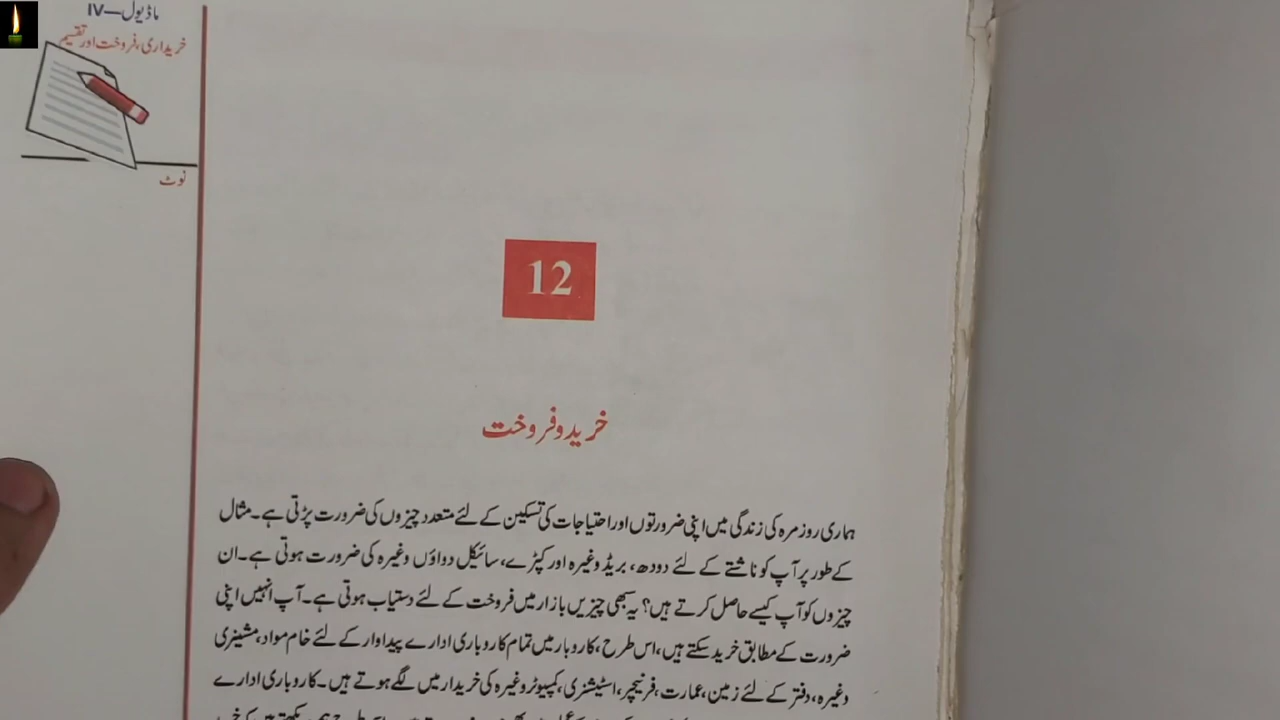 ماڈیول—IV
خریداری، فروخت اور تقسیم
نوٹ
12
خرید و فروخت
ہماری روزمرہ کی زندگی میں اپنی ضرورتوں اور احتیاجات کی تسکین کے لئے متعدد چیزوں کی ضرورت پڑتی ہے۔ مثال
کے طور پر آپ کو ناشتے کے لئے دودھ، بریڈ وغیرہ اور کپڑے، سائیکل دواؤں وغیرہ کی ضرورت ہوتی ہے۔ ان
چیزوں کو آپ کیسے حاصل کرتے ہیں؟ یہ سبھی چیزیں بازار میں فروخت کے لئے دستیاب ہوتی ہے۔ آپ انہیں اپنی
ضرورت کے مطابق خرید سکتے ہیں، اس طرح، کاروبار میں تمام کاروباری ادارے پیداوار کے لئے خام مواد، مشینری
وغیرہ، دفتر کے لئے زمین، عمارت، فرنیچر، اسٹیشنری، کمپیوٹر وغیرہ کی خریدار میں لگے ہوتے ہیں۔ کاروباری ادارے